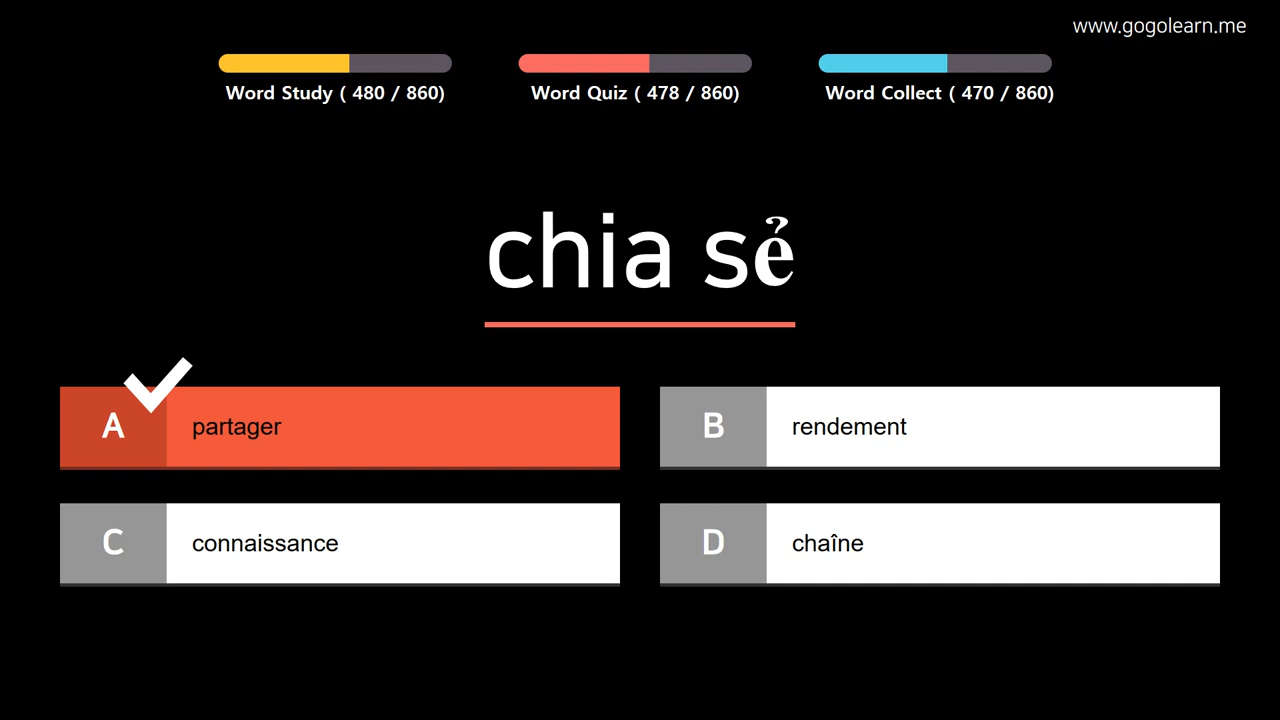 www.gogolearn.me
Word Study ( 480 / 860)
Word Quiz ( 478 / 860)
Word Collect ( 470 / 860)
chia sẻ
A partager
B rendement
C connaissance
D chaîne